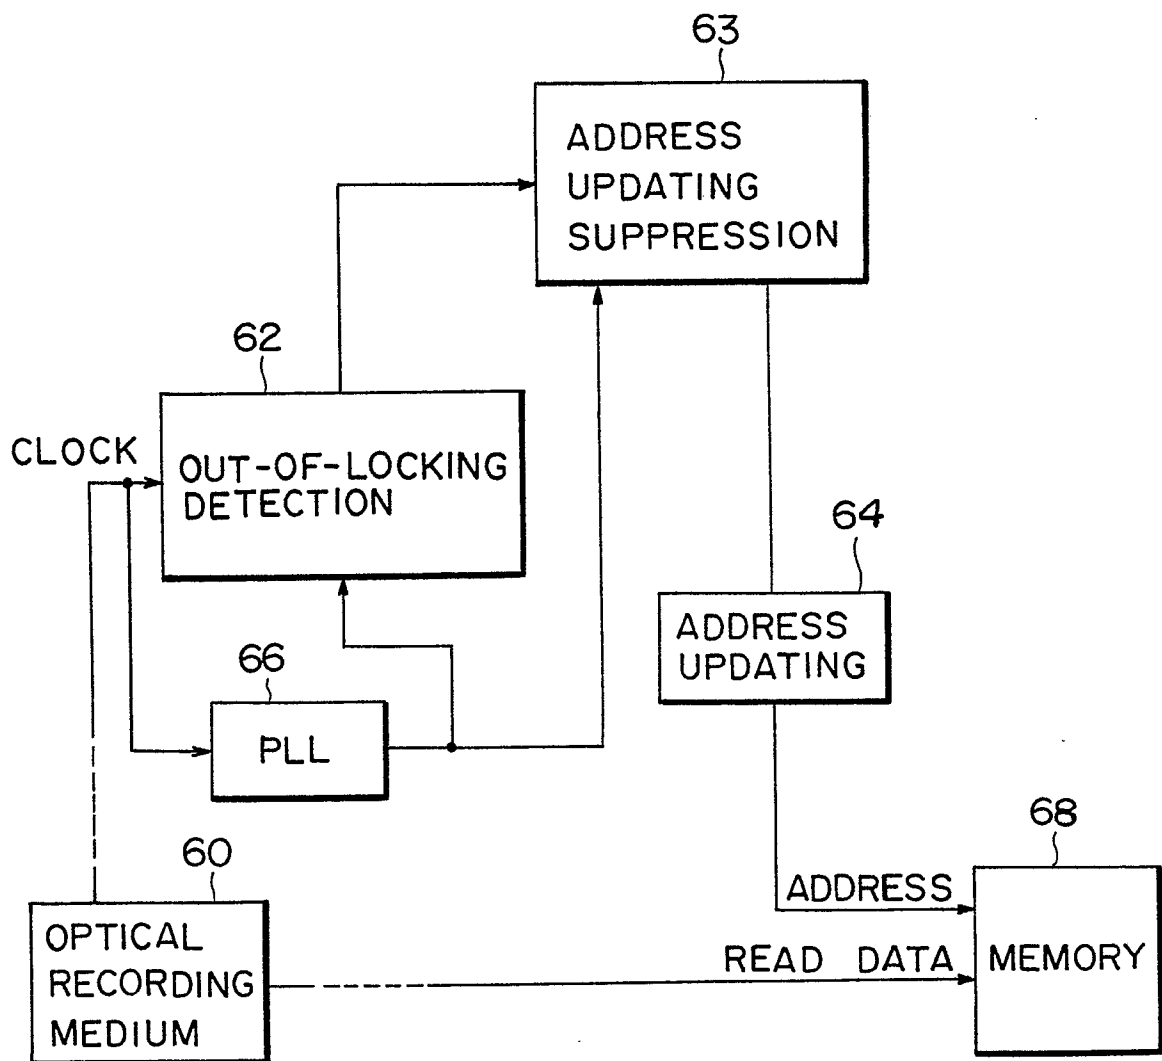 63
ADDRESS
UPDATING
SUPPRESSION
62
CLOCK
OUT-OF-LOCKING
DETECTION
64
ADDRESS
UPDATING
66
PLL
68
60
ADDRESS
OPTICAL
RECORDING
MEDIUM
READ DATA
MEMORY